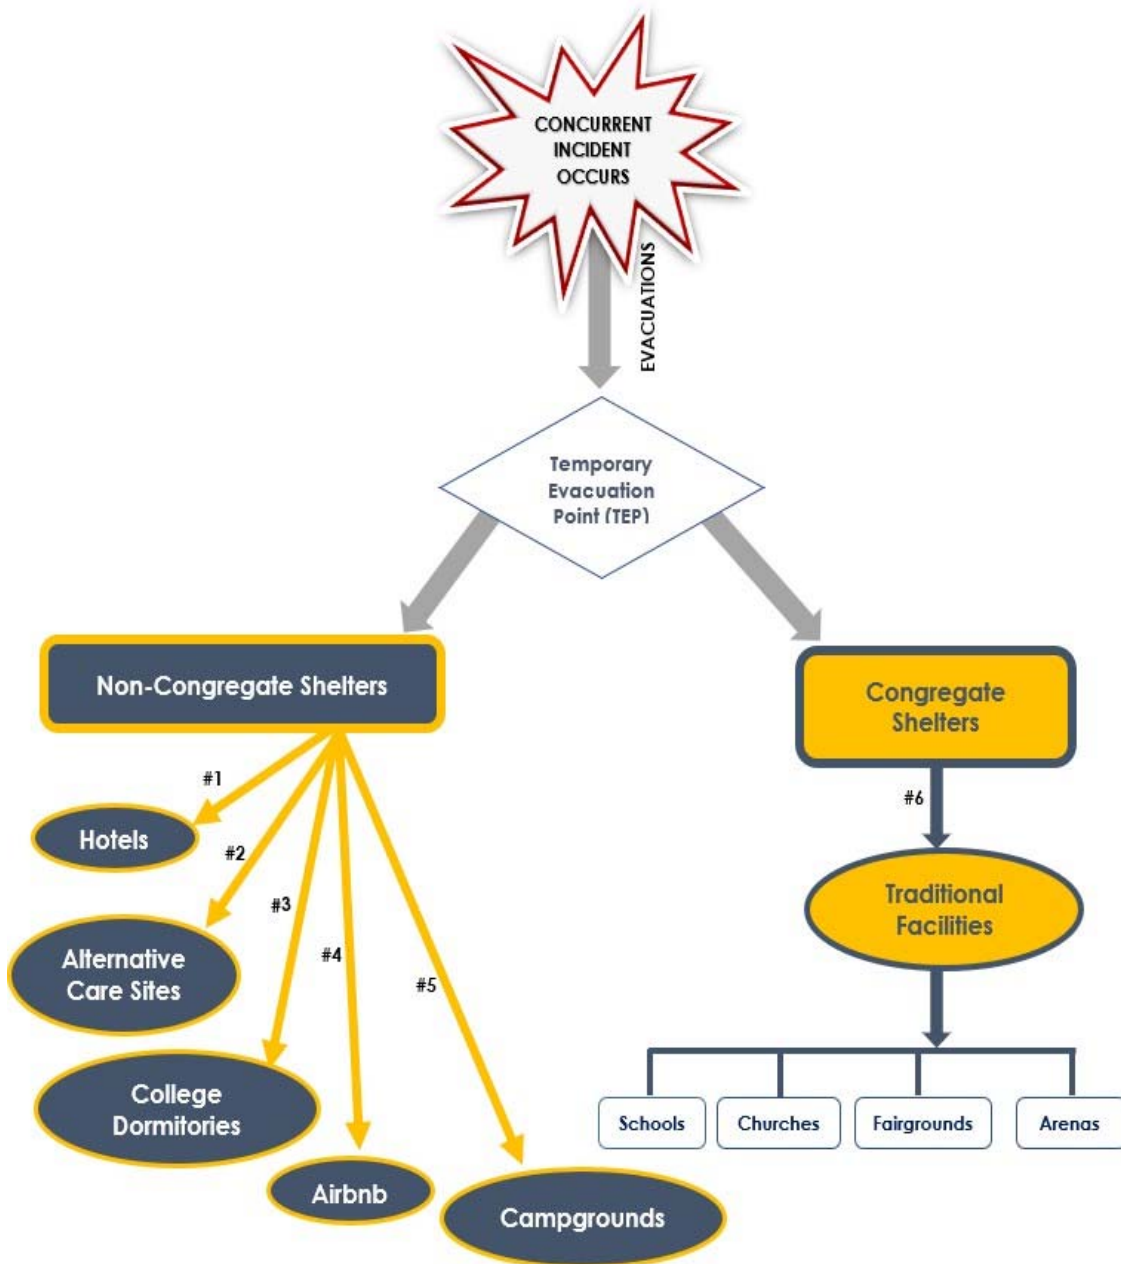 CONCURRENT
INCIDENT
OCCURS
EVACUATIONS
Temporary
Evacuation
Point (TEP)
Non-Congregate Shelters
Congregate
Shelters
#1
#2
#3
#4
#5
#6
Hotels
Alternative
Care Sites
College
Dormitories
Airbnb
Campgrounds
Traditional
Facilities
Schools
Churches
Fairgrounds
Arenas